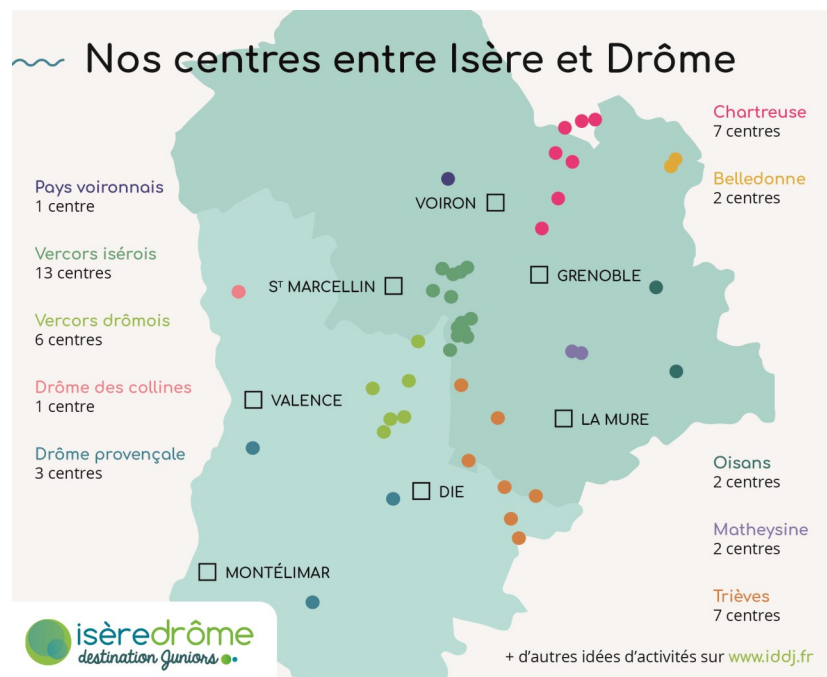 Nos centres entre Isère et Drôme
Pays voironnais
1 centre
Vercors isérois
13 centres
Vercors drômois
6 centres
Drôme des collines
1 centre
Drôme provençale
3 centres
Chartreuse
7 centres
Belledonne
2 centres
VOIRON
Sᵀ MARCELLIN
GRENOBLE
VALENCE
LA MURE
DIE
MONTÉLIMAR
Oisans
2 centres
Matheysine
2 centres
Trièves
7 centres
isèredrôme
destination Juniors
+ d'autres idées d'activités sur www.iddj.fr